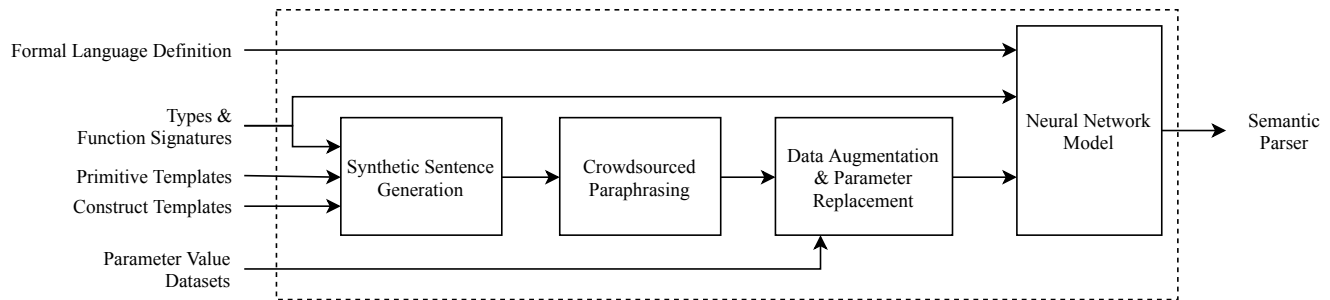 Formal Language Definition
Types &
Function Signatures
Primitive Templates
Construct Templates
Parameter Value
Datasets
Synthetic Sentence
Generation
Crowdsourced
Paraphrasing
Data Augmentation
& Parameter
Replacement
Neural Network
Model
Semantic
Parser